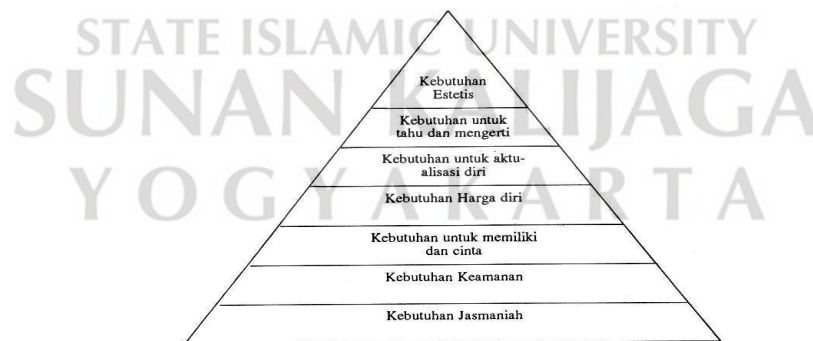 STATE ISLAMIC UNIVERSITY
SUNAN KALIJAGA
YOGYAKARTA
Kebutuhan
Estetis
Kebutuhan untuk
tahu dan mengerti
Kebutuhan untuk aktu-
alisasi diri
Kebutuhan Harga diri
Kebutuhan untuk memiliki
dan cinta
Kebutuhan Keamanan
Kebutuhan Jasmaniah